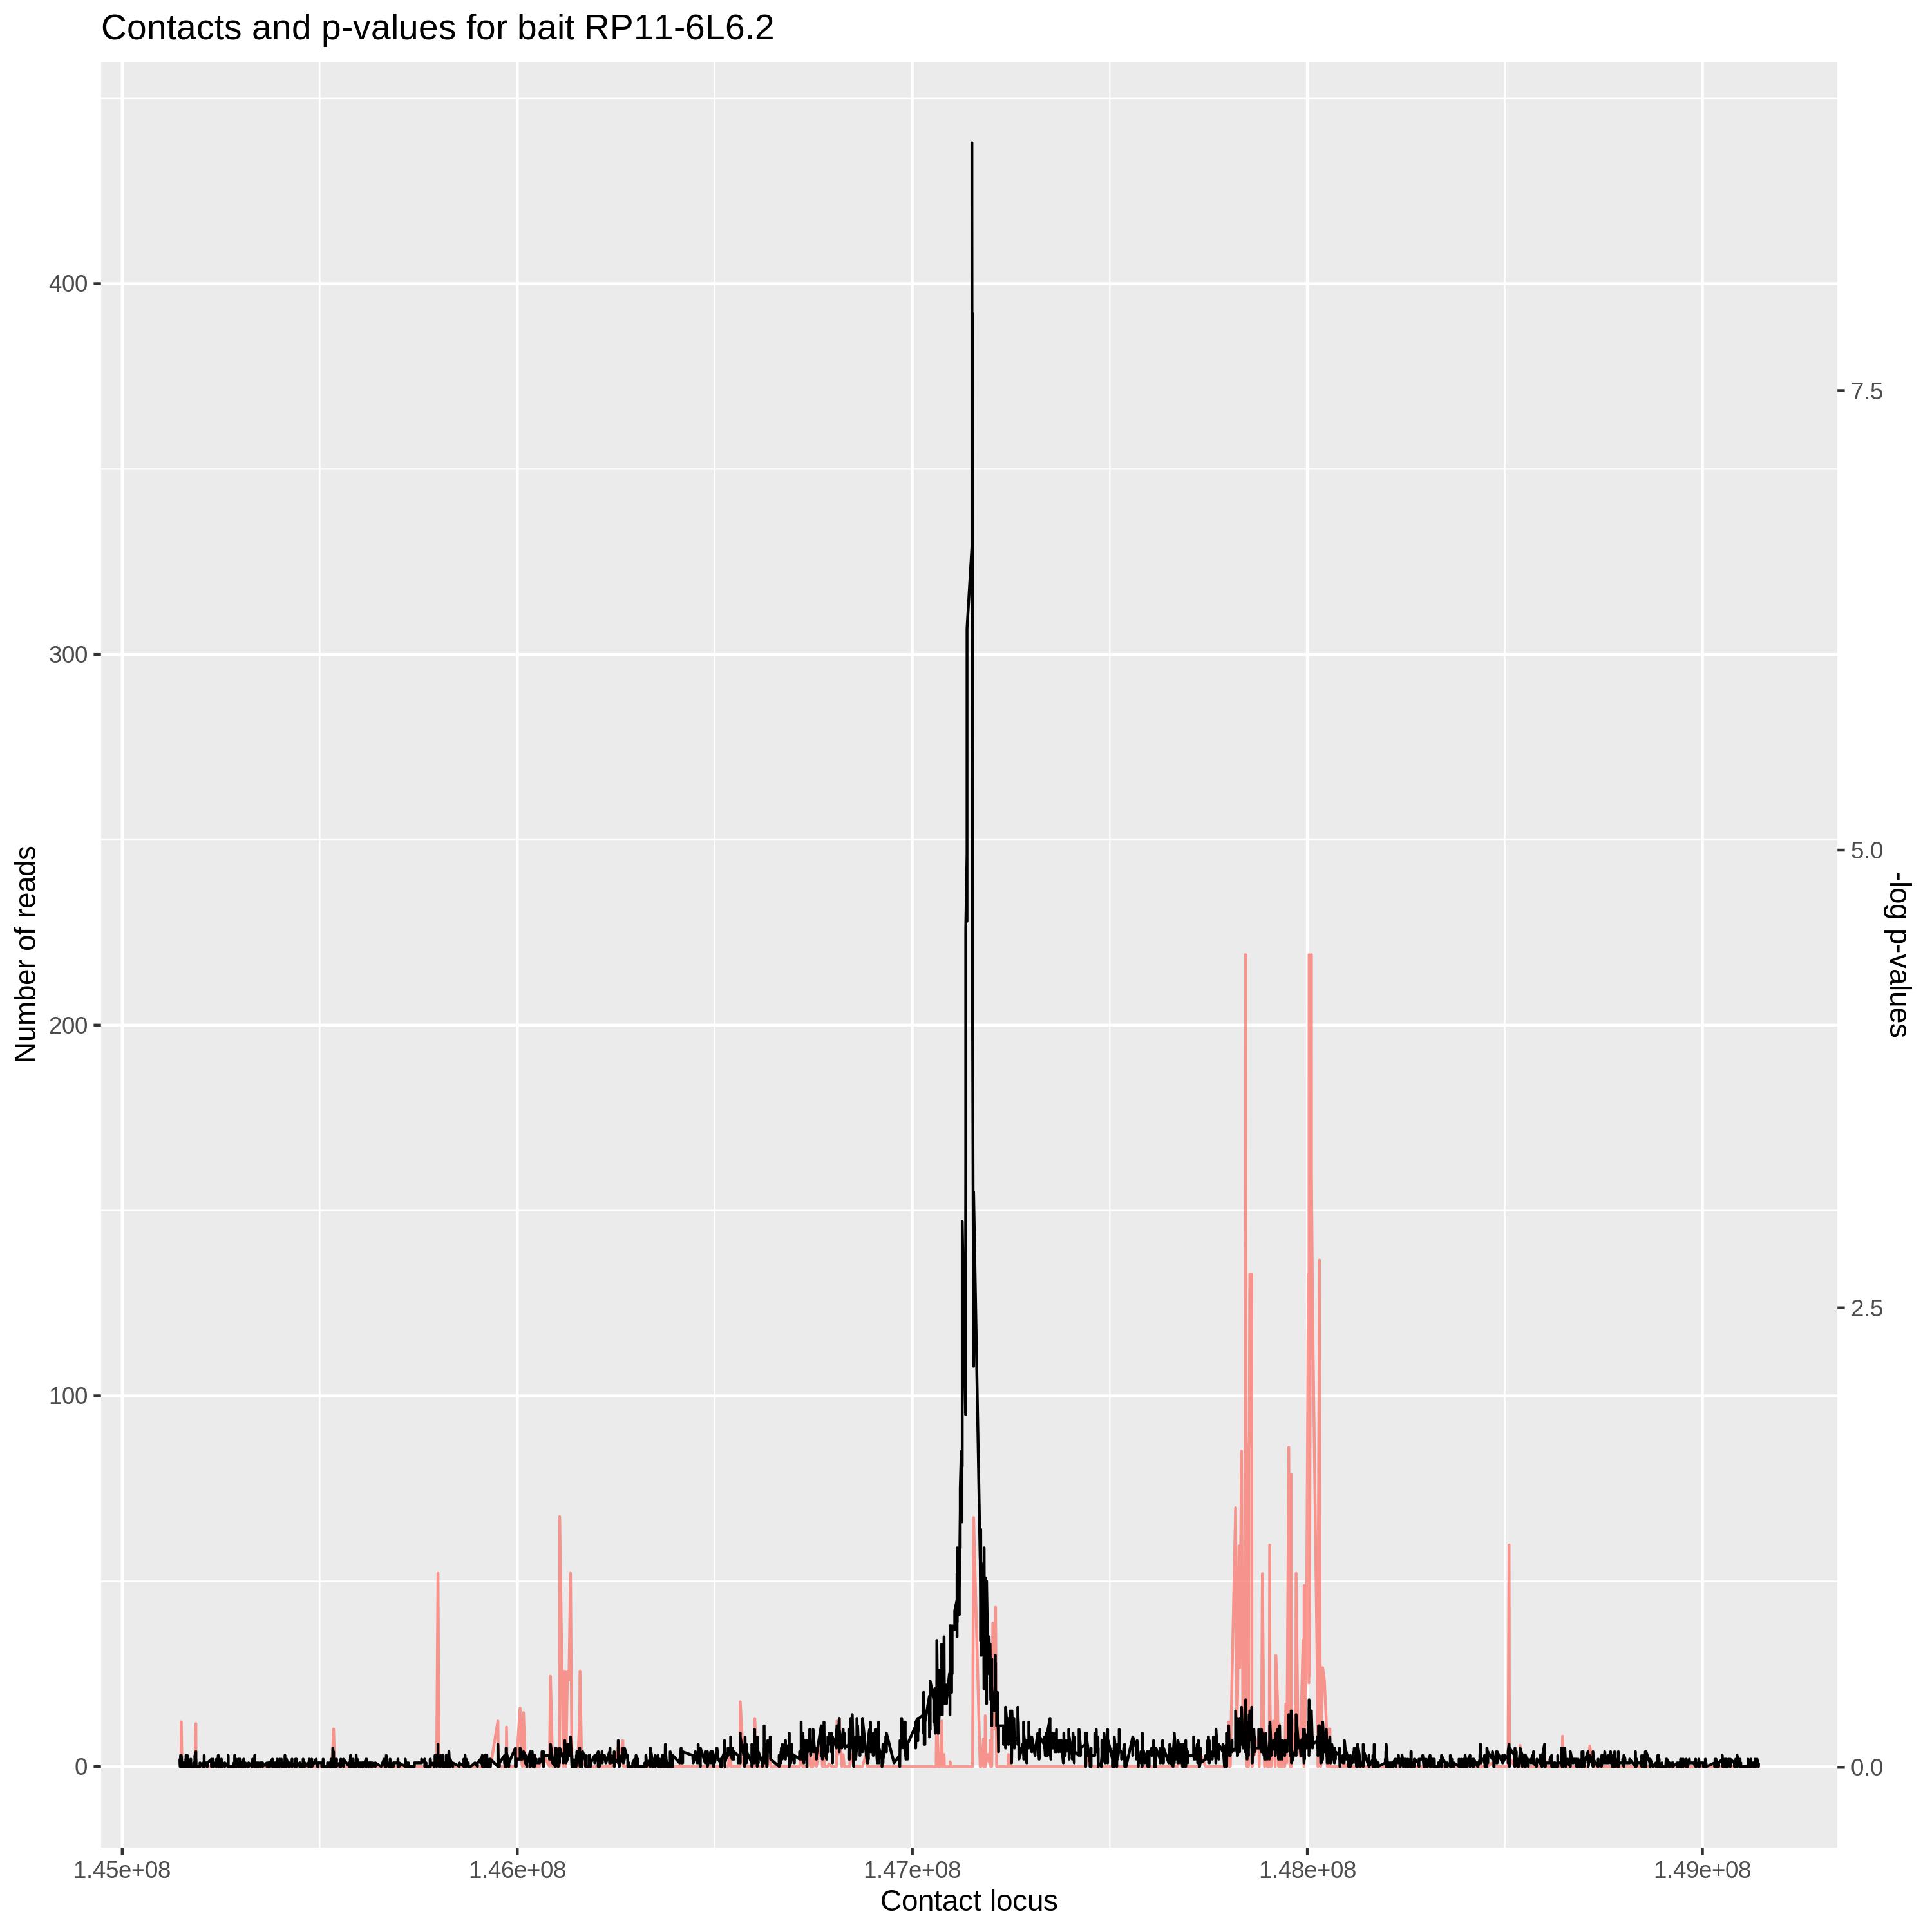 Contacts and p-values for bait RP11-6L6.2
400
300
200
100
0
Number of reads
7.5
5.0
2.5
0.0
-log p-values
1.45e+08
1.46e+08
1.47e+08
1.48e+08
1.49e+08
Contact locus